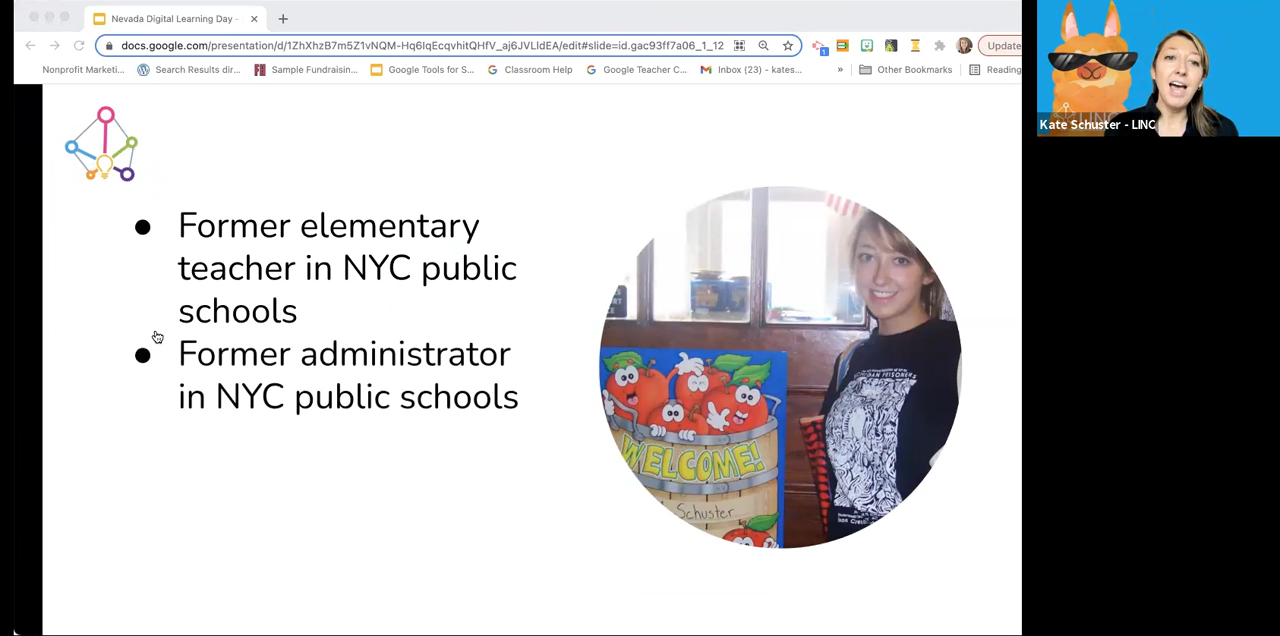 Nevada Digital Learning Day -
docs.google.com/presentation/d/1ZhXhzB7m5Z1vNQM-Hq6IqEcqvhitQHfV_aj6JVLIdEA/edit#slide=id.gac93ff7a06_1_12
Update
Nonprofit Marketi... Search Results dir... Sample Fundraisin... Google Tools for S... Classroom Help Google Teacher C... Inbox (23) - kates... » Other Bookmarks Reading
Kate Schuster - LINC
● Former elementary
teacher in NYC public
schools
● Former administrator
in NYC public schools
WELCOME!
Schuster